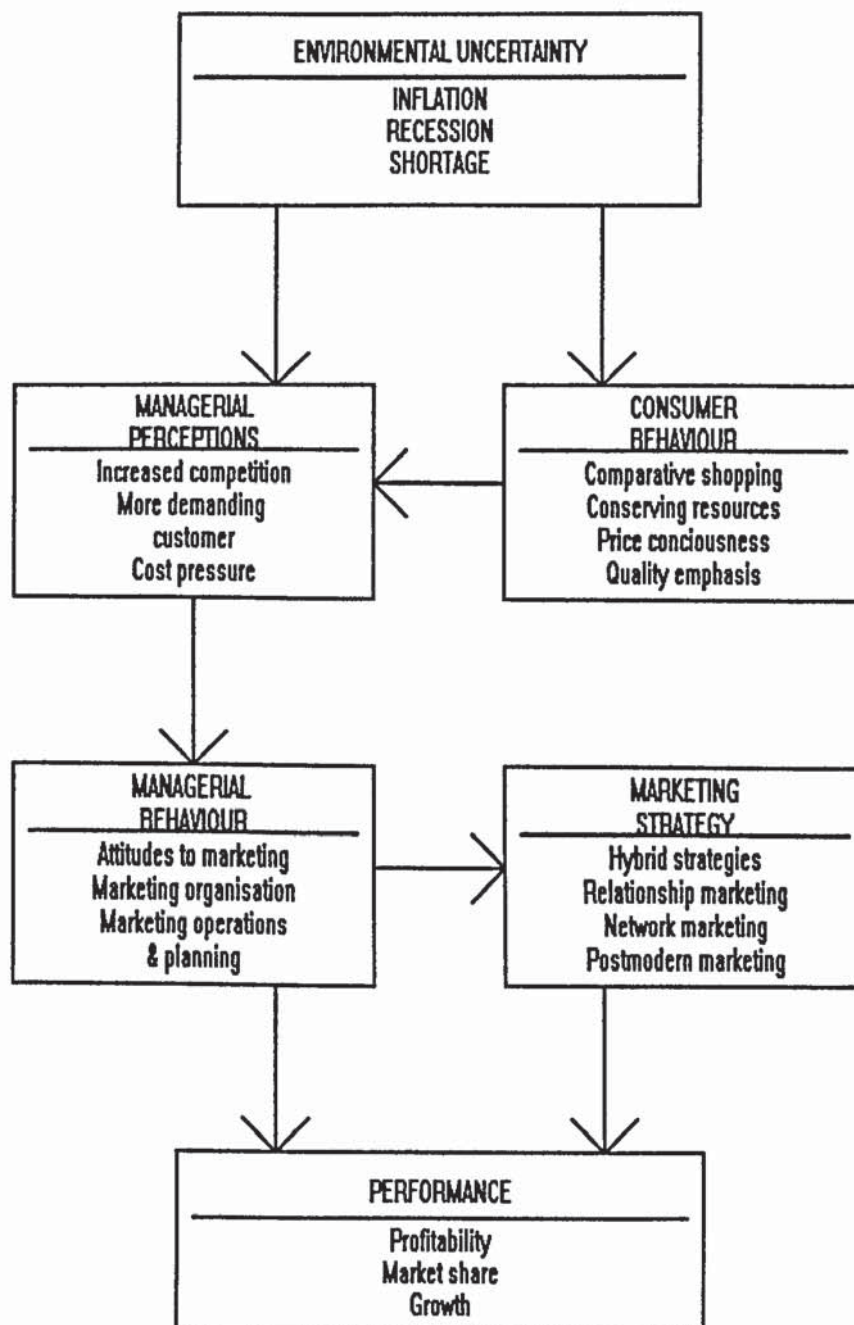 ENVIRONMENTAL UNCERTAINTY
INFLATION
RECESSION
SHORTAGE
MANAGERIAL
PERCEPTIONS
Increased competition
More demanding
customer
Cost pressure
CONSUMER
BEHAVIOUR
Comparative shopping
Conserving resources
Price conciousness
Quality emphasis
MANAGERIAL
BEHAVIOUR
Attitudes to marketing
Marketing organisation
Marketing operations
& planning
MARKETING
STRATEGY
Hybrid strategies
Relationship marketing
Network marketing
Postmodern marketing
PERFORMANCE
Profitability
Market share
Growth